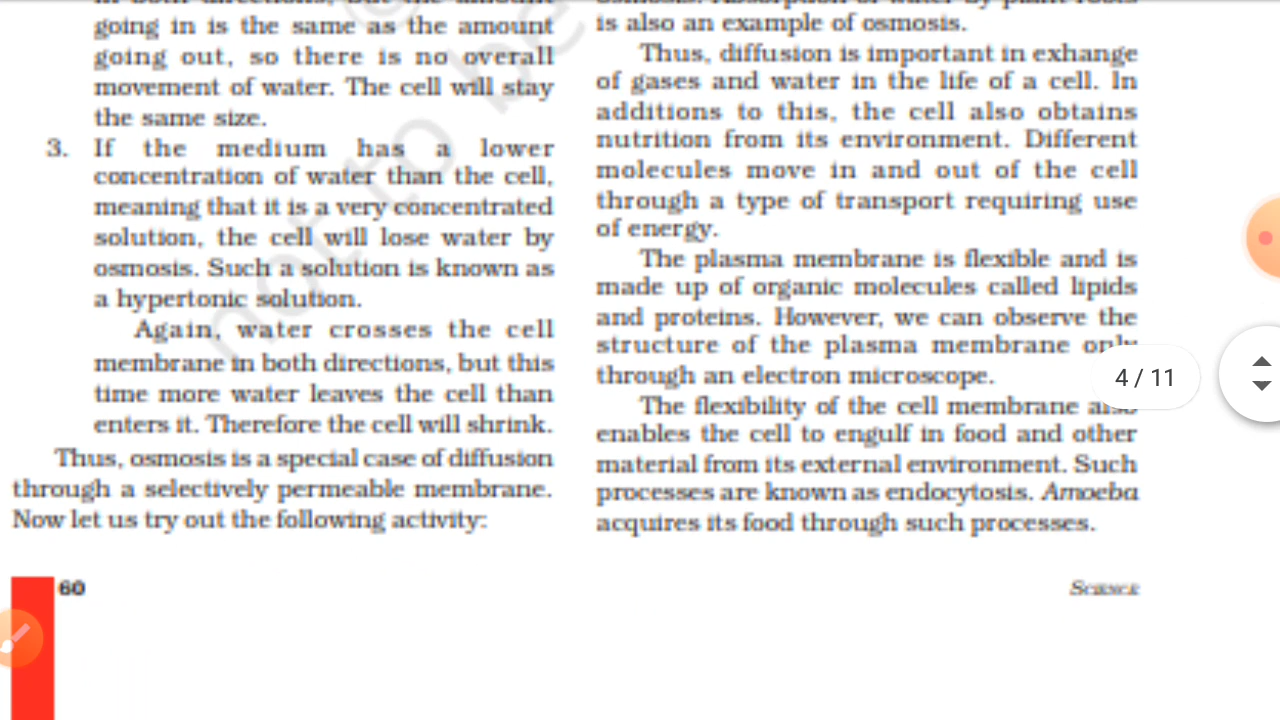 going in is the same as the amount
going out, so there is no overall
movement of water. The cell will stay
the same size.
3. If the medium has a lower
concentration of water than the cell,
meaning that it is a very concentrated
solution, the cell will lose water by
osmosis. Such a solution is known as
a hypertonic solution.
Again, water crosses the cell
membrane in both directions, but this
time more water leaves the cell than
enters it. Therefore the cell will shrink.
Thus, osmosis is a special case of diffusion
through a selectively permeable membrane.
Now let us try out the following activity:
60
is also an example of osmosis.
Thus, diffusion is important in exhange
of gases and water in the life of a cell. In
additions to this, the cell also obtains
nutrition from its environment. Different
molecules move in and out of the cell
through a type of transport requiring use
of energy.
The plasma membrane is flexible and is
made up of organic molecules called lipids
and proteins. However, we can observe the
structure of the plasma membrane only
through an electron microscope.
The flexibility of the cell membrane also
enables the cell to engulf in food and other
material from its external environment. Such
processes are known as endocytosis. Amoeba
acquires its food through such processes.
Science
4 / 11
not to be